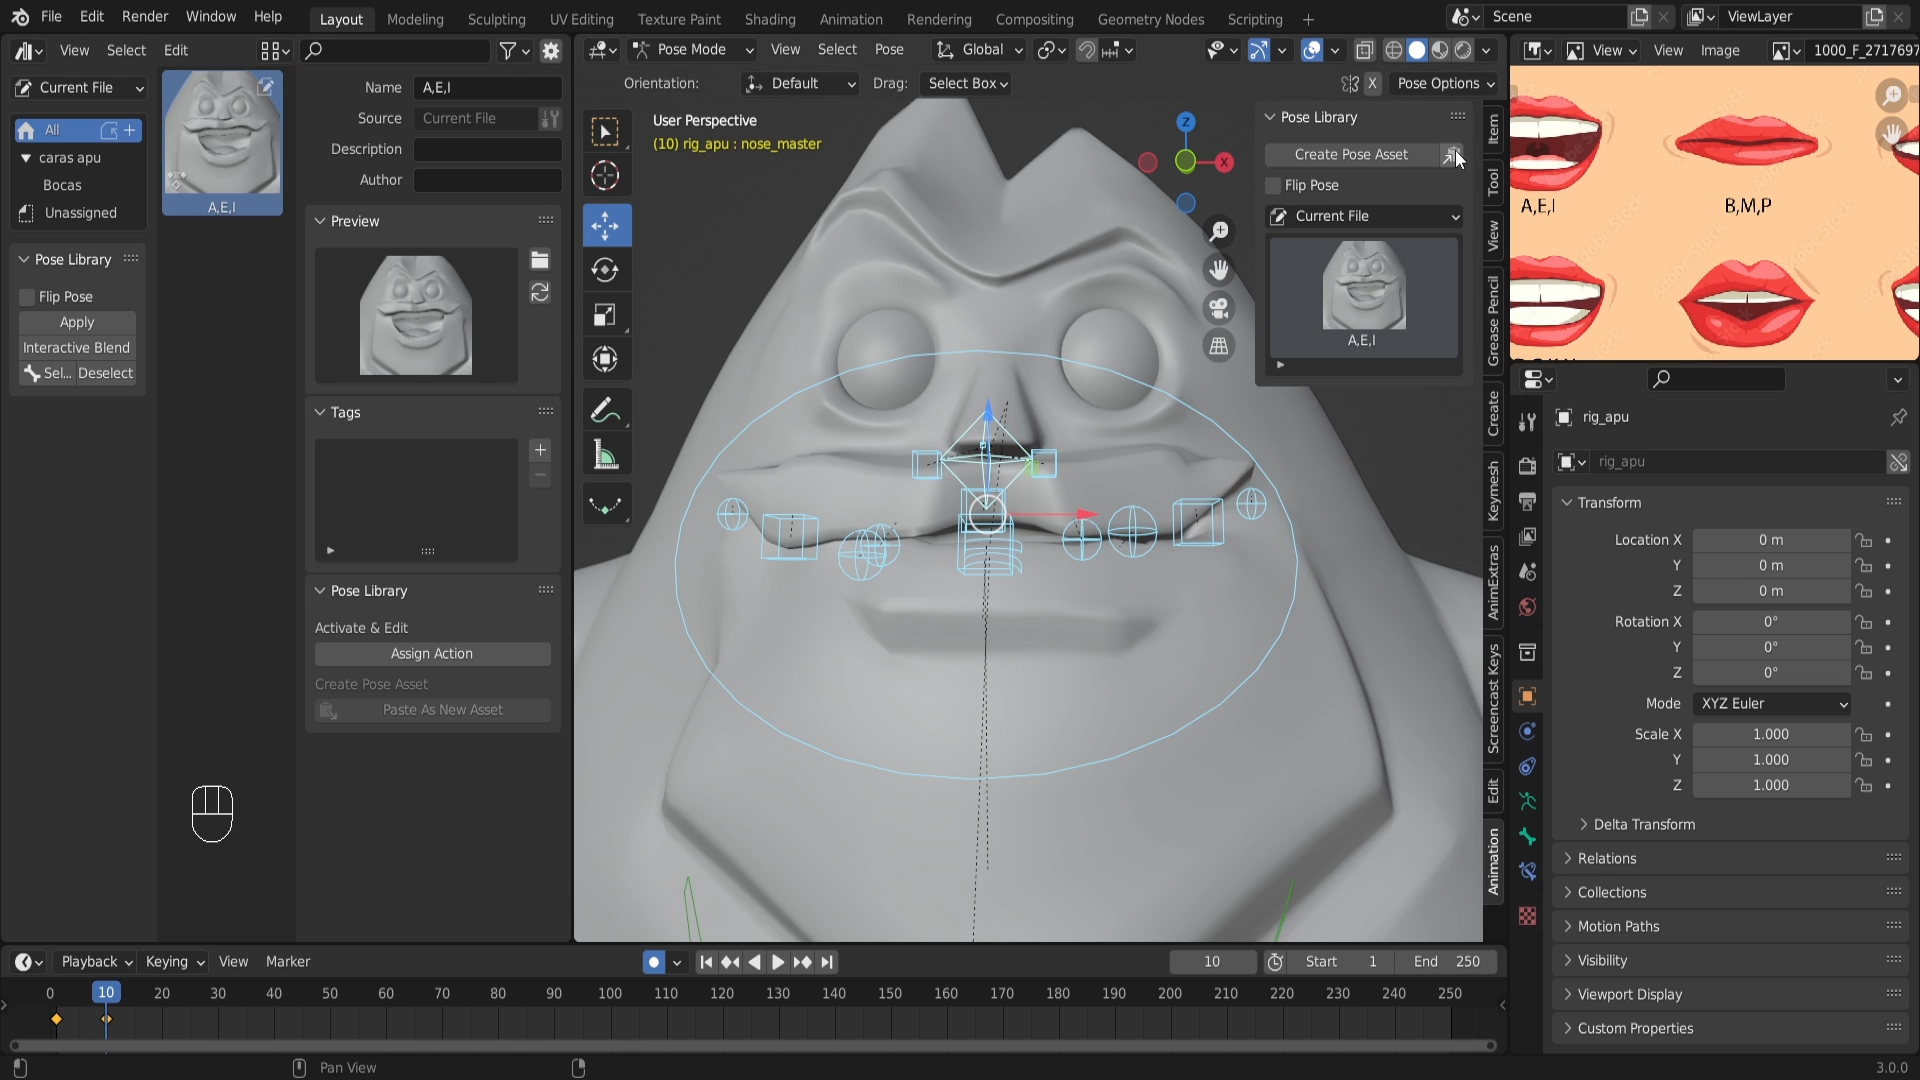 File Edit Render Window Help Layout Modeling Sculpting UV Editing Texture Paint Shading Animation Rendering Compositing Geometry Nodes Scripting + Scene ViewLayer
View Select Edit Pose Mode View Select Pose Global View View Image 1000_F_2717697
Current File Name A,E,I Orientation: Default Drag: Select Box X Pose Options
All
caras apu
Bocas
Unassigned
A,E,I
Pose Library
Flip Pose
Apply
Interactive Blend
Sel... Deselect
Source Current File
Description
Author
Preview
Tags
Pose Library
Activate & Edit
Assign Action
Create Pose Asset
Paste As New Asset
User Perspective
(10) rig_apu : nose_master
Z
X
Pose Library
Create Pose Asset
Flip Pose
Current File
A,E,I
Item
Tool
View
Grease Pencil
Create
Keymesh
AnimExtras
Screencast Keys
Edit
Animation
A,E,I B,M,P
rig_apu
rig_apu
Transform
Location X 0 m
Y 0 m
Z 0 m
Rotation X 0°
Y 0°
Z 0°
Mode XYZ Euler
Scale X 1.000
Y 1.000
Z 1.000
Delta Transform
Relations
Collections
Motion Paths
Visibility
Viewport Display
Custom Properties
Playback Keying View Marker 10 Start 1 End 250
0 10 20 30 40 50 60 70 80 90 100 110 120 130 140 150 160 170 180 190 200 210 220 230 240 250
Pan View 3.0.0